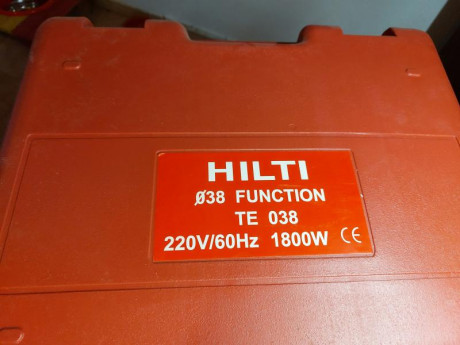 HILTI
Ø38 FUNCTION
TE 038
220V/60Hz 1800W CE